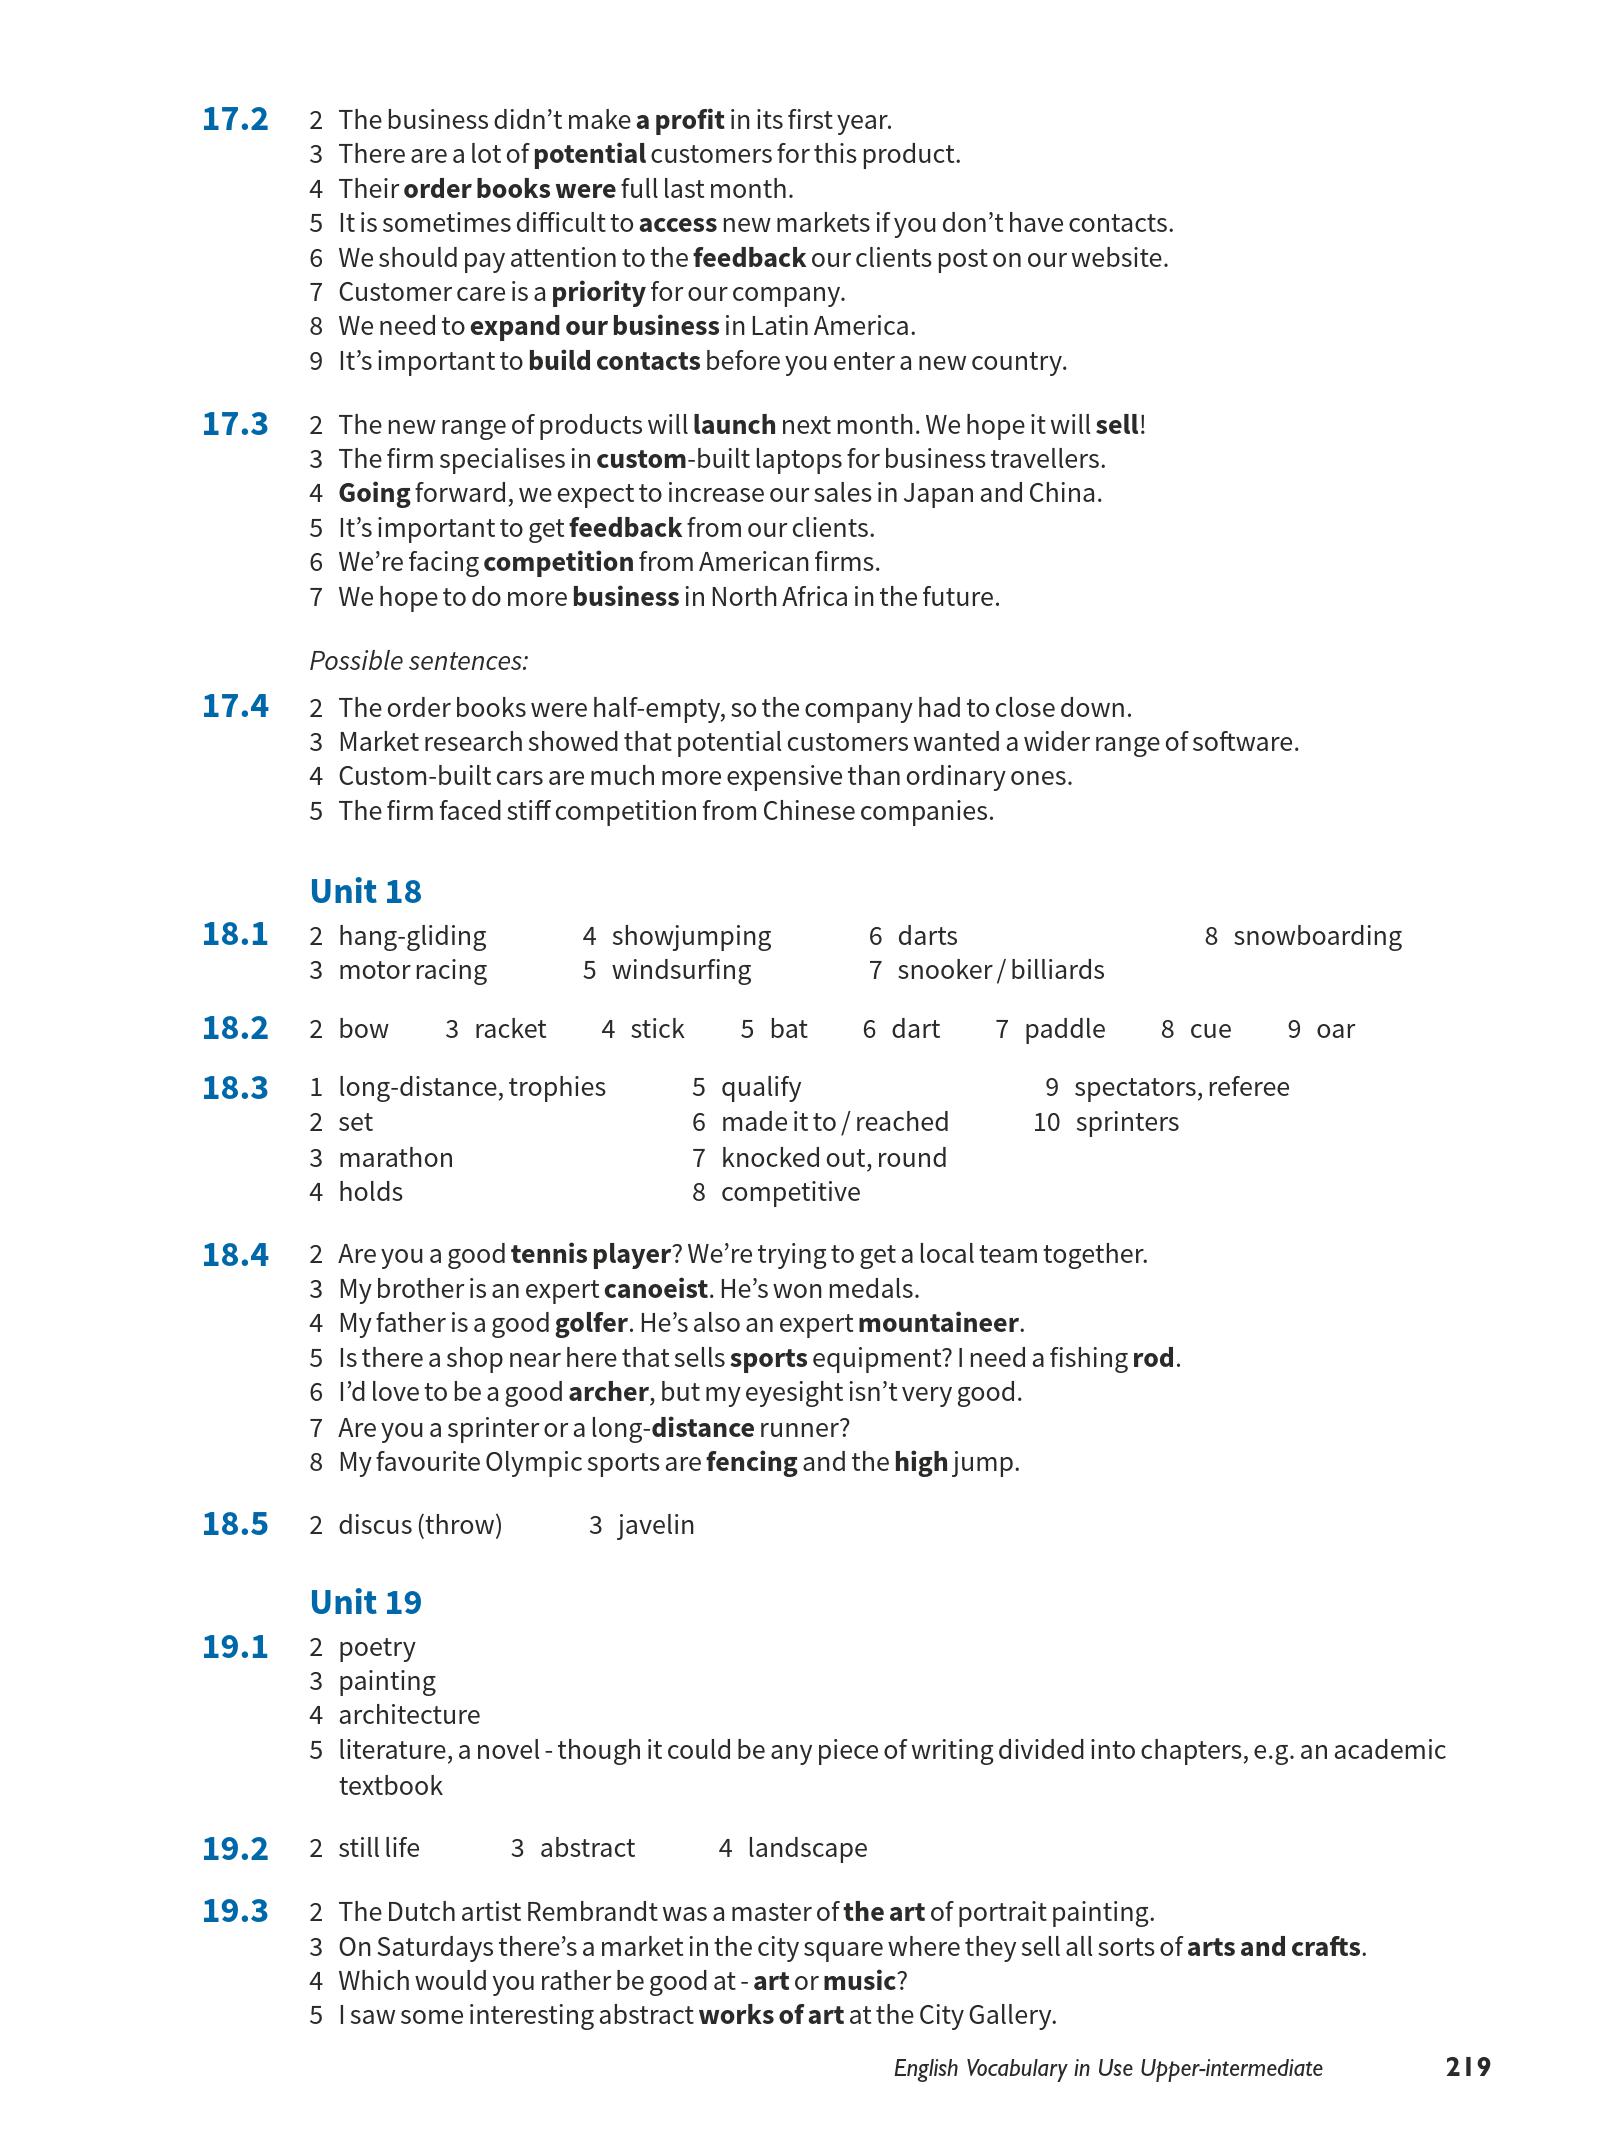 17.2 2 The business didn’t make a profit in its first year.
3 There are a lot of potential customers for this product.
4 Their order books were full last month.
5 It is sometimes difficult to access new markets if you don’t have contacts.
6 We should pay attention to the feedback our clients post on our website.
7 Customer care is a priority for our company.
8 We need to expand our business in Latin America.
9 It’s important to build contacts before you enter a new country.
17.3 2 The new range of products will launch next month. We hope it will sell!
3 The firm specialises in custom-built laptops for business travellers.
4 Going forward, we expect to increase our sales in Japan and China.
5 It’s important to get feedback from our clients.
6 We’re facing competition from American firms.
7 We hope to do more business in North Africa in the future.
Possible sentences:
17.4 2 The order books were half-empty, so the company had to close down.
3 Market research showed that potential customers wanted a wider range of software.
4 Custom-built cars are much more expensive than ordinary ones.
5 The firm faced stiff competition from Chinese companies.
Unit 18
18.1 2 hang-gliding 4 showjumping 6 darts 8 snowboarding
3 motor racing 5 windsurfing 7 snooker / billiards
18.2 2 bow 3 racket 4 stick 5 bat 6 dart 7 paddle 8 cue 9 oar
18.3 1 long-distance, trophies 5 qualify 9 spectators, referee
2 set 6 made it to / reached 10 sprinters
3 marathon 7 knocked out, round
4 holds 8 competitive
18.4 2 Are you a good tennis player? We’re trying to get a local team together.
3 My brother is an expert canoeist. He’s won medals.
4 My father is a good golfer. He’s also an expert mountaineer.
5 Is there a shop near here that sells sports equipment? I need a fishing rod.
6 I’d love to be a good archer, but my eyesight isn’t very good.
7 Are you a sprinter or a long-distance runner?
8 My favourite Olympic sports are fencing and the high jump.
18.5 2 discus (throw) 3 javelin
Unit 19
19.1 2 poetry
3 painting
4 architecture
5 literature, a novel - though it could be any piece of writing divided into chapters, e.g. an academic
textbook
19.2 2 still life 3 abstract 4 landscape
19.3 2 The Dutch artist Rembrandt was a master of the art of portrait painting.
3 On Saturdays there’s a market in the city square where they sell all sorts of arts and crafts.
4 Which would you rather be good at - art or music?
5 I saw some interesting abstract works of art at the City Gallery.
English Vocabulary in Use Upper-intermediate 219